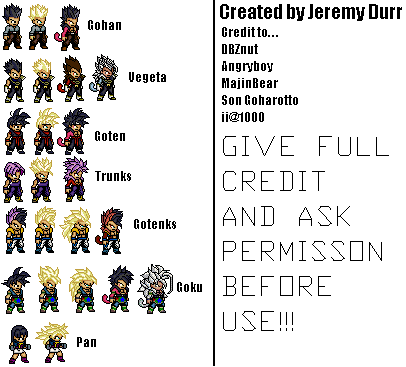 Gohan
Vegeta
Goten
Trunks
Gotenks
Goku
Pan
Created by Jeremy Durr
Credit to...
DBZnut
Angryboy
MajinBear
Son Goharotto
ii@1000
GIVE FULL
CREDIT
AND ASK
PERMISSON
BEFORE
USE!!!